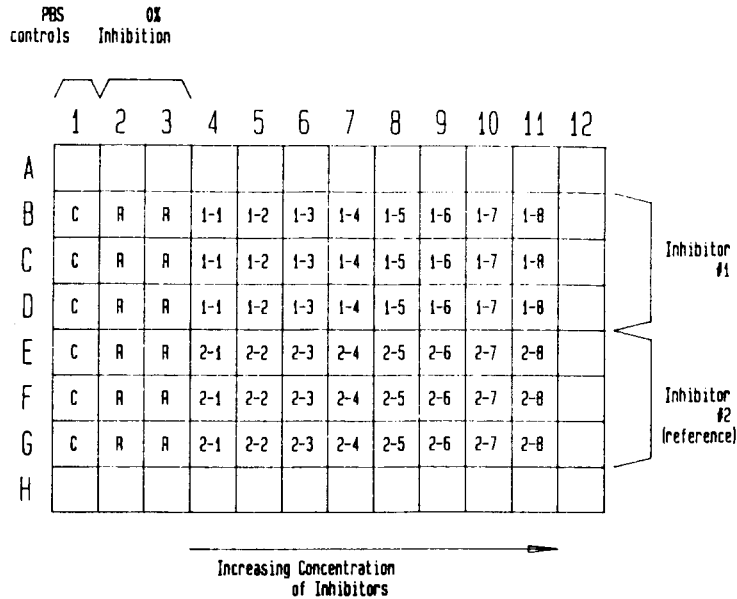 PBS 0%
controls Inhibition
1 2 3 4 5 6 7 8 9 10 11 12
A
B C R R 1-1 1-2 1-3 1-4 1-5 1-6 1-7 1-8
C C R R 1-1 1-2 1-3 1-4 1-5 1-6 1-7 1-8
D C R R 1-1 1-2 1-3 1-4 1-5 1-6 1-7 1-8
Inhibitor
#1
E C R R 2-1 2-2 2-3 2-4 2-5 2-6 2-7 2-8
F C R R 2-1 2-2 2-3 2-4 2-5 2-6 2-7 2-8
G C R R 2-1 2-2 2-3 2-4 2-5 2-6 2-7 2-8
Inhibitor
#2
(reference)
H
Increasing Concentration
of Inhibitors